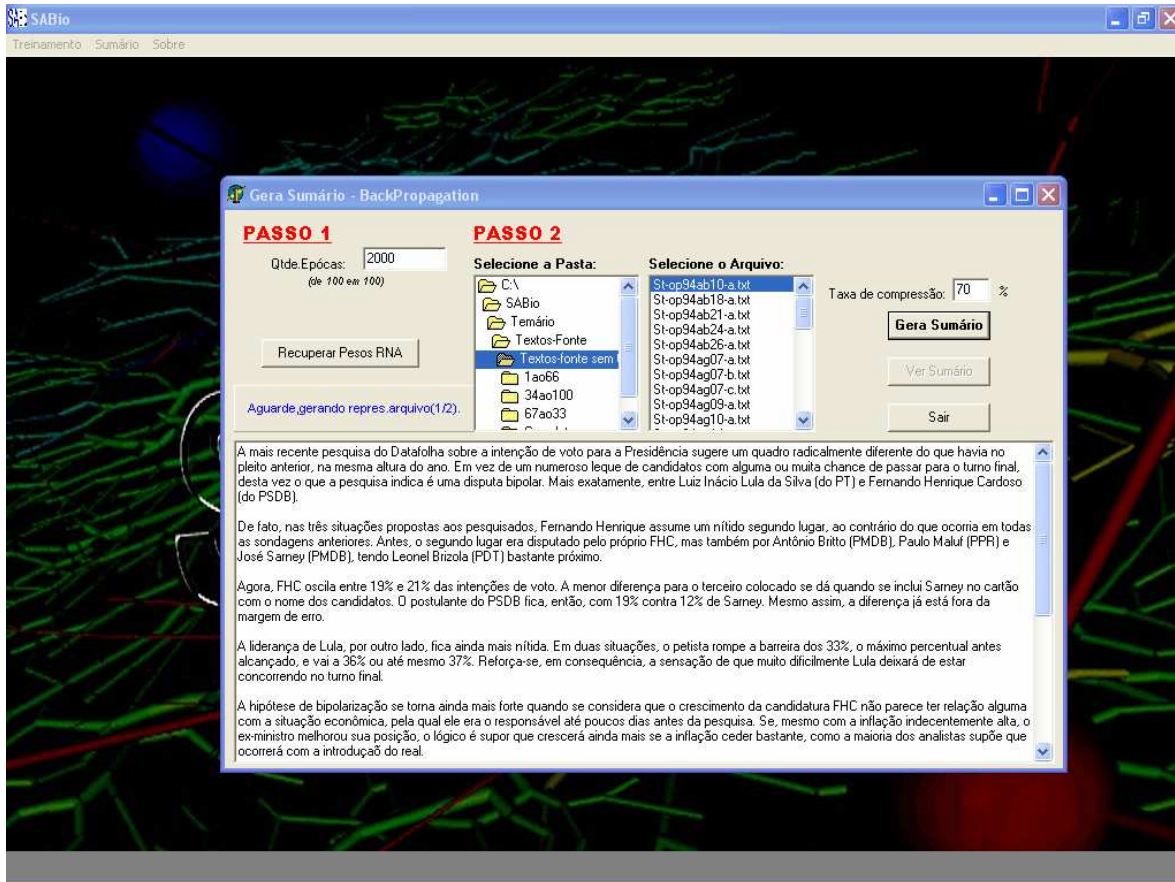 SABio
Treinamento Sumário Sobre
Gera Sumário - BackPropagation
PASSO 1
Qtde.Epócas: 2000
(de 100 em 100)
Recuperar Pesos RNA
Aguarde,gerando repres.arquivo(1/2).
PASSO 2
Selecione a Pasta:
C:\
SABio
Temário
Textos-Fonte
Textos-fonte sem
1ao66
34ao100
67ao33
Selecione o Arquivo:
St-op94ab10-a.txt
St-op94ab18-a.txt
St-op94ab21-a.txt
St-op94ab24-a.txt
St-op94ab26-a.txt
St-op94ag07-a.txt
St-op94ag07-b.txt
St-op94ag07-c.txt
St-op94ag09-a.txt
St-op94ag10-a.txt
Taxa de compressão: 70 %
Gera Sumário
Ver Sumário
Sair
A mais recente pesquisa do Datafolha sobre a intenção de voto para a Presidência sugere um quadro radicalmente diferente do que havia no
pleito anterior, na mesma altura do ano. Em vez de um numeroso leque de candidatos com alguma ou muita chance de passar para o turno final,
desta vez o que a pesquisa indica é uma disputa bipolar. Mais exatamente, entre Luiz Inácio Lula da Silva (do PT) e Fernando Henrique Cardoso
(do PSDB).
De fato, nas três situações propostas aos pesquisados, Fernando Henrique assume um nítido segundo lugar, ao contrário do que ocorria em todas
as sondagens anteriores. Antes, o segundo lugar era disputado pelo próprio FHC, mas também por Antônio Britto (PMDB), Paulo Maluf (PPR) e
José Sarney (PMDB), tendo Leonel Brizola (PDT) bastante próximo.
Agora, FHC oscila entre 19% e 21% das intenções de voto. A menor diferença para o terceiro colocado se dá quando se inclui Sarney no cartão
com o nome dos candidatos. O postulante do PSDB fica, então, com 19% contra 12% de Sarney. Mesmo assim, a diferença já está fora da
margem de erro.
A liderança de Lula, por outro lado, fica ainda mais nítida. Em duas situações, o petista rompe a barreira dos 33%, o máximo percentual antes
alcançado, e vai a 36% ou até mesmo 37%. Reforça-se, em consequência, a sensação de que muito dificilmente Lula deixará de estar
concorrendo no turno final.
A hipótese de bipolarização se torna ainda mais forte quando se considera que o crescimento da candidatura FHC não parece ter relação alguma
com a situação econômica, pela qual ele era o responsável até poucos dias antes da pesquisa. Se, mesmo com a inflação indecentemente alta, o
ex-ministro melhorou sua posição, o lógico é supor que crescerá ainda mais se a inflação ceder bastante, como a maioria dos analistas supõe que
ocorrerá com a introdução do real.